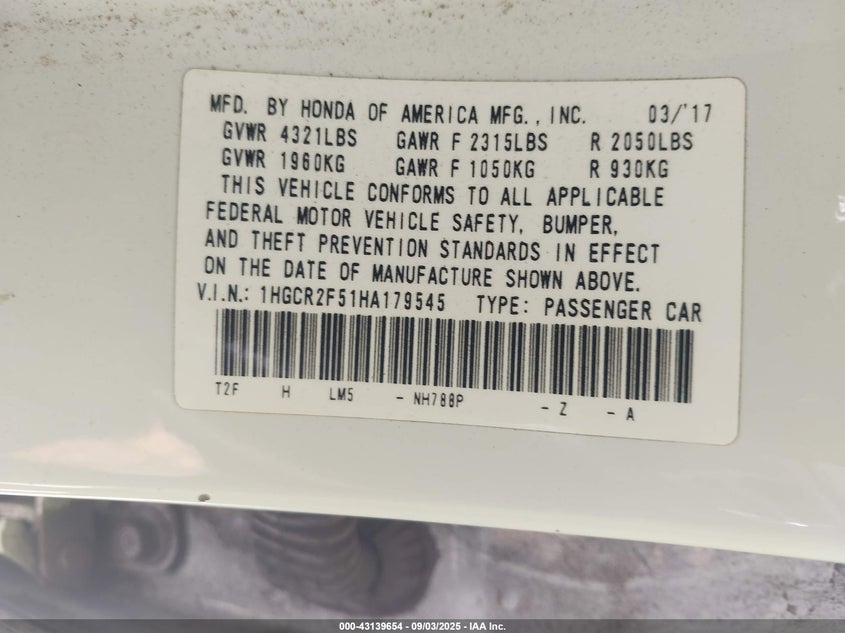 MFD. BY HONDA OF AMERICA MFG., INC. 03/'17
GVWR 4321LBS GAWR F 2315LBS R 2050LBS
GVWR 1960KG GAWR F 1050KG R 930KG
THIS VEHICLE CONFORMS TO ALL APPLICABLE
FEDERAL MOTOR VEHICLE SAFETY, BUMPER,
AND THEFT PREVENTION STANDARDS IN EFFECT
ON THE DATE OF MANUFACTURE SHOWN ABOVE.
V.I.N.: 1HGCR2F51HA179545 TYPE: PASSENGER CAR
T2F H LM5 - NH788P - Z - A
000-43139654 - 09/03/2025 - IAA Inc.